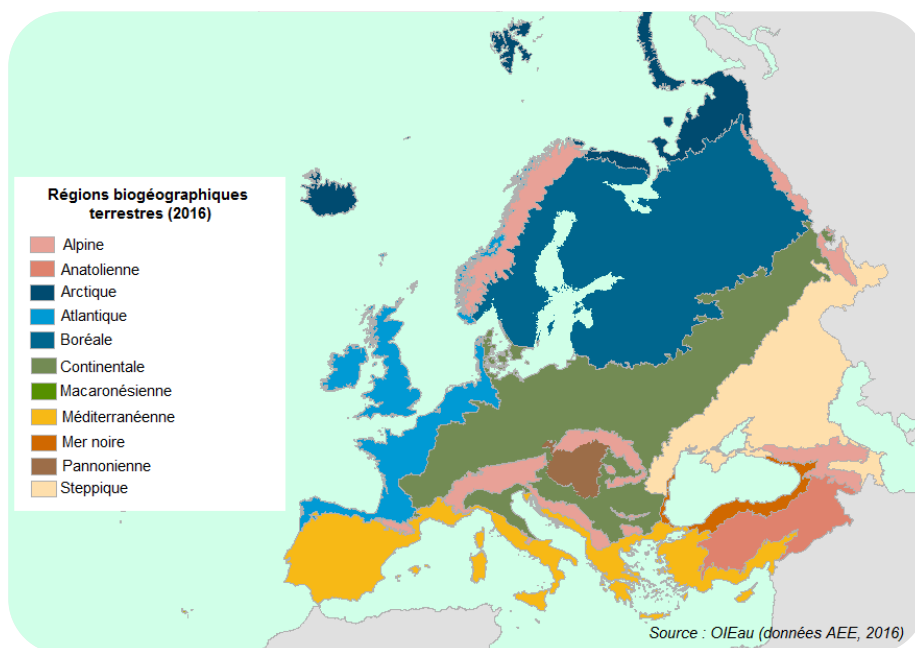 Régions biogéographiques
terrestres (2016)
Alpine
Anatolienne
Arctique
Atlantique
Boréale
Continentale
Macaronésienne
Méditerranéenne
Mer noire
Pannonienne
Steppique
Source : OIEau (données AEE, 2016)